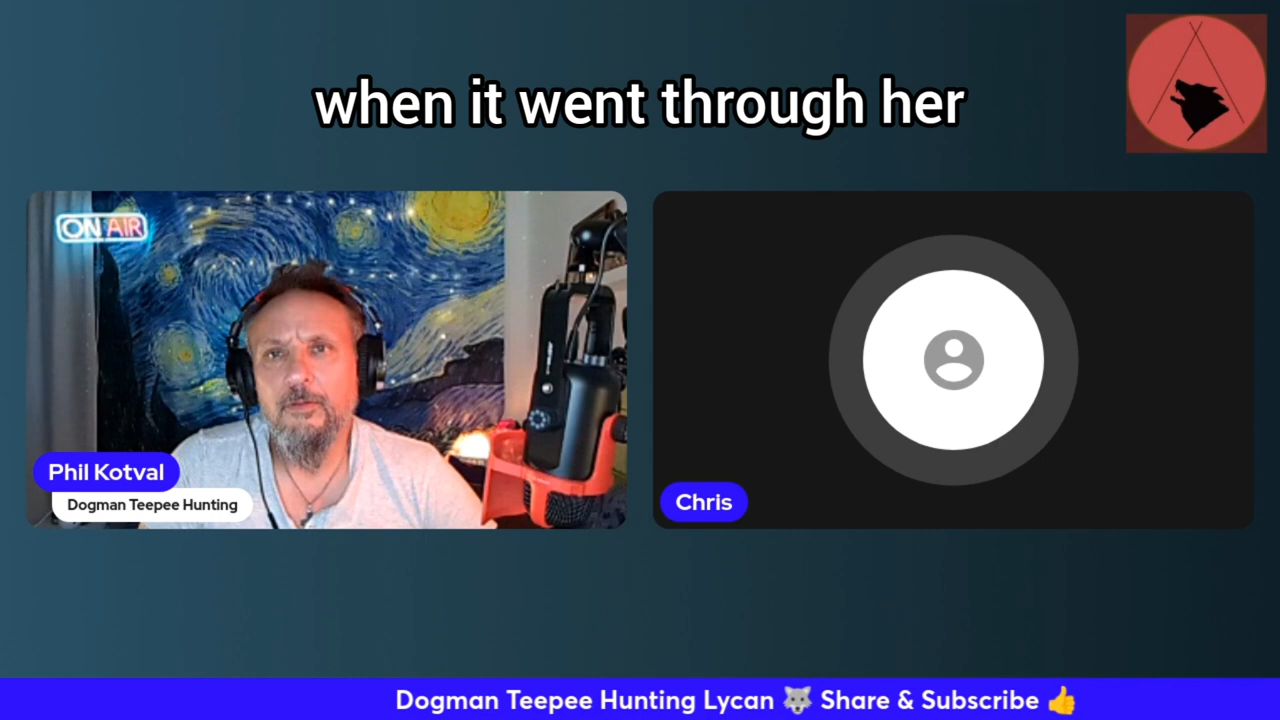 when it went through her
ON AIR
Phil Kotval
Dogman Teepee Hunting
Chris
Dogman Teepee Hunting Lycan 🐺 Share & Subscribe 👍